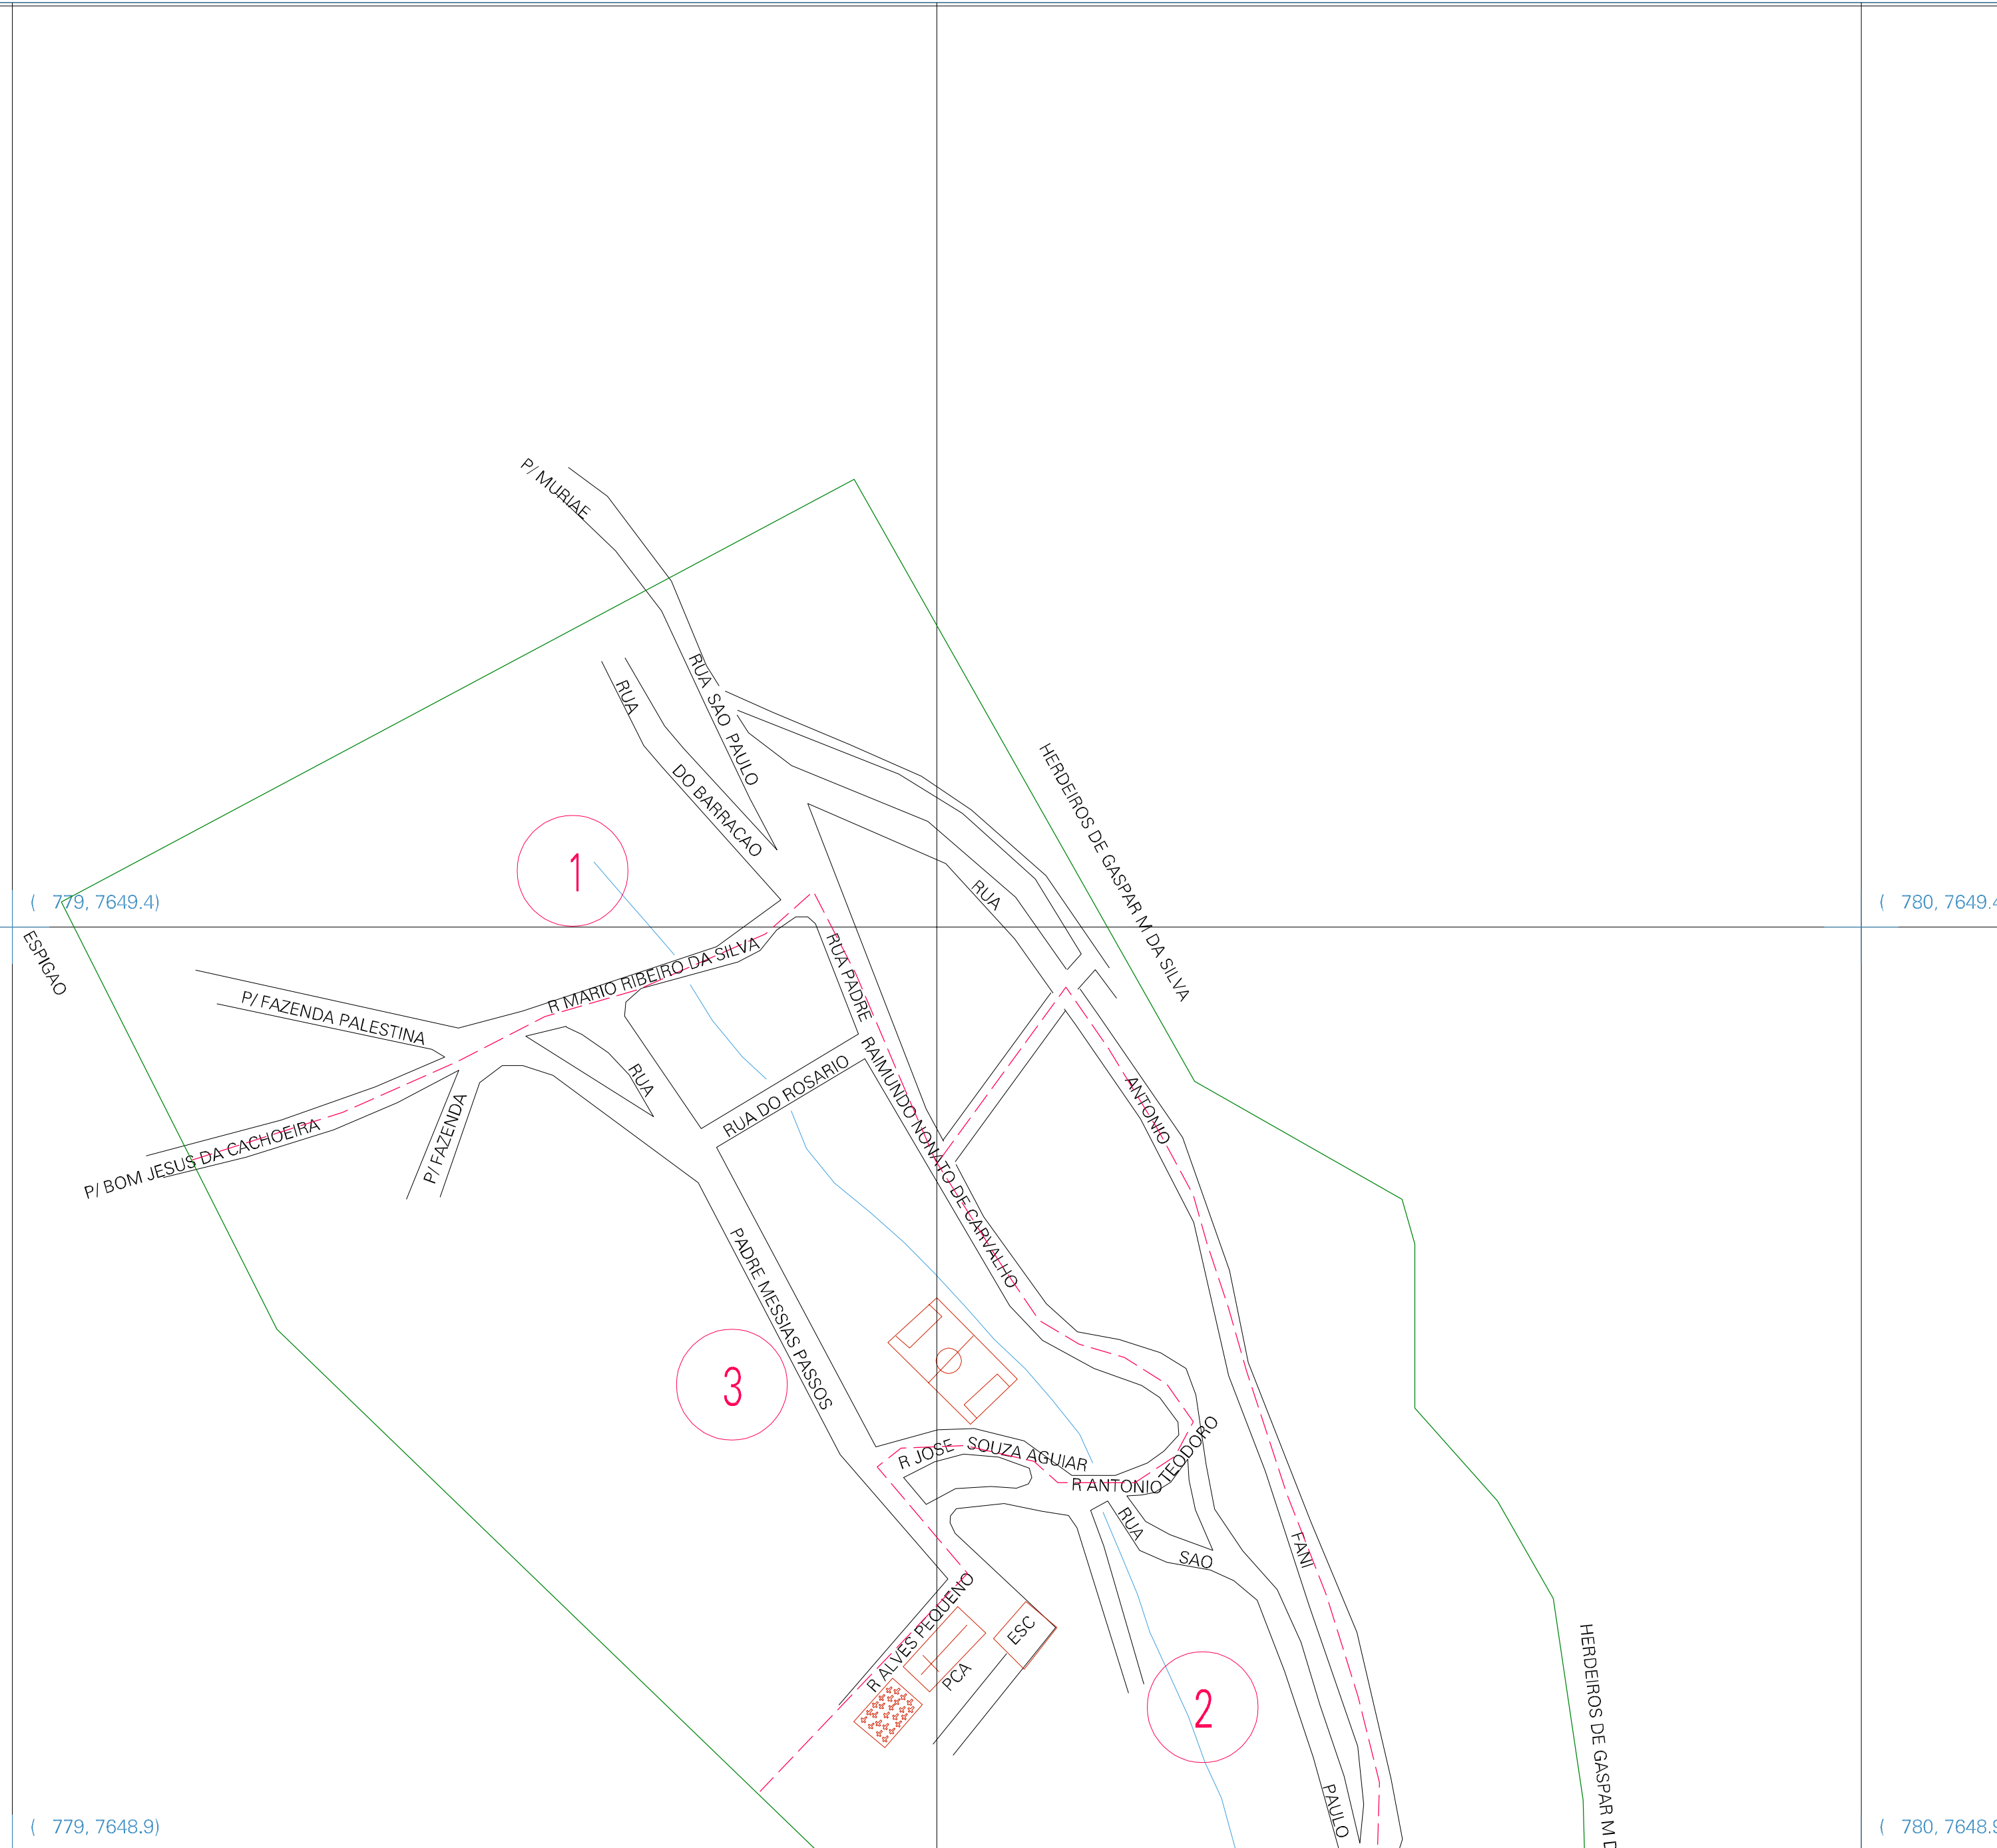 P/ MURIAE
RUA SAO PAULO
RUA DO BARRACAO
HERDEIROS DE GASPAR M DA SILVA
1
( 779, 7649.4)
( 780, 7649.4
RUA
ESPIGAO
R MARIO RIBEIRO DA SILVA
RUA PADRE RAIMUNDO NONATO DE CARVALHO
P/ FAZENDA PALESTINA
RUA
RUA DO ROSARIO
ANTONIO
P/ FAZENDA
P/ BOM JESUS DA CACHOEIRA
PADRE MESSIAS PASSOS
3
R JOSE SOUZA AGUIAR
R ANTONIO TEODORO
RUA SAO
FANI
R ALVES PEQUENO
ESC
PCA
2
HERDEIROS DE GASPAR M D
PAULO
( 779, 7648.9)
( 780, 7648.9